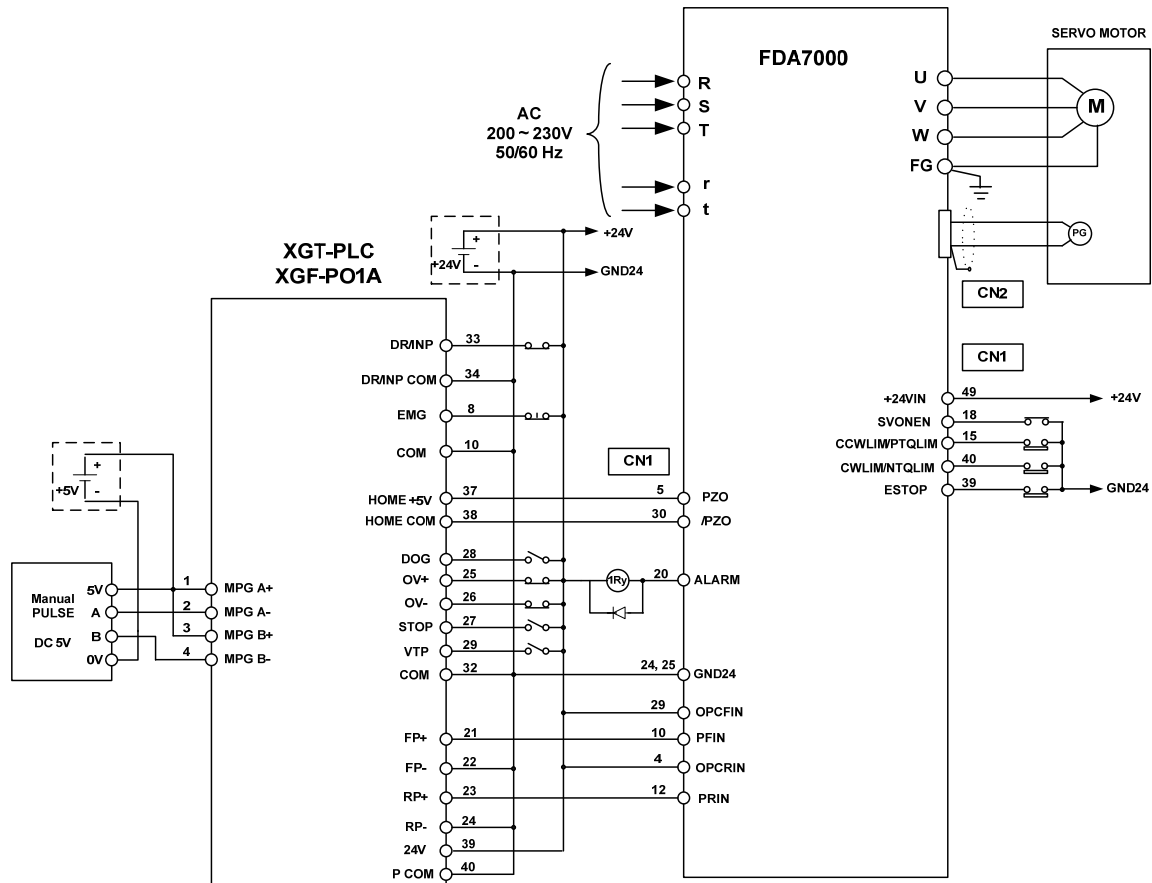 SERVO MOTOR
FDA7000
AC
200 ~ 230V
50/60 Hz
R
S
T
r
t
U
V
W
FG
M
PG
CN2
XGT-PLC
XGF-PO1A
+
+24V
-
+24V
GND24
CN1
DR/INP 33
DR/INP COM 34
EMG 8
COM 10
HOME +5V 37
HOME COM 38
DOG 28
OV+ 25
OV- 26
STOP 27
VTP 29
COM 32
FP+ 21
FP- 22
RP+ 23
RP- 24
24V 39
P COM 40
+
+5V
-
Manual
PULSE
DC 5V
5V
A
B
0V
1 MPG A+
2 MPG A-
3 MPG B+
4 MPG B-
CN1
5 PZO
30 /PZO
1Ry
20 ALARM
24, 25 GND24
29 OPCFIN
10 PFIN
4 OPCRIN
12 PRIN
+24VIN 49 +24V
SVONEN 18
CCWLIM/PTQLIM 15
CWLIM/NTQLIM 40
ESTOP 39 GND24